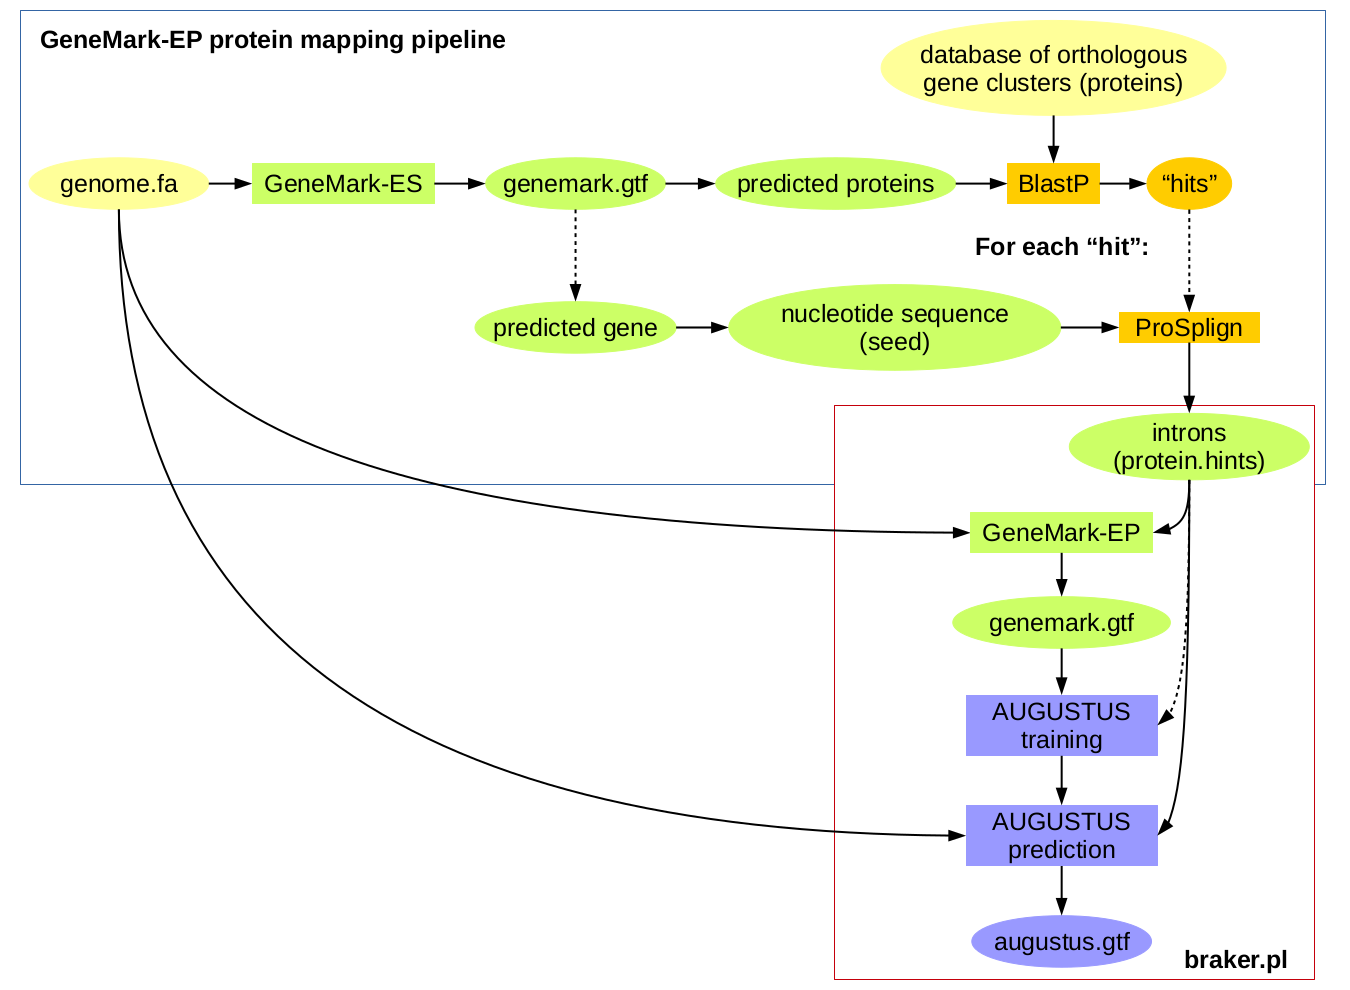 GeneMark-EP protein mapping pipeline
database of orthologous
gene clusters (proteins)
genome.fa
GeneMark-ES
genemark.gtf
predicted proteins
BlastP
“hits”
For each “hit”:
predicted gene
nucleotide sequence
(seed)
ProSplign
introns
(protein.hints)
GeneMark-EP
genemark.gtf
AUGUSTUS
training
AUGUSTUS
prediction
augustus.gtf
braker.pl